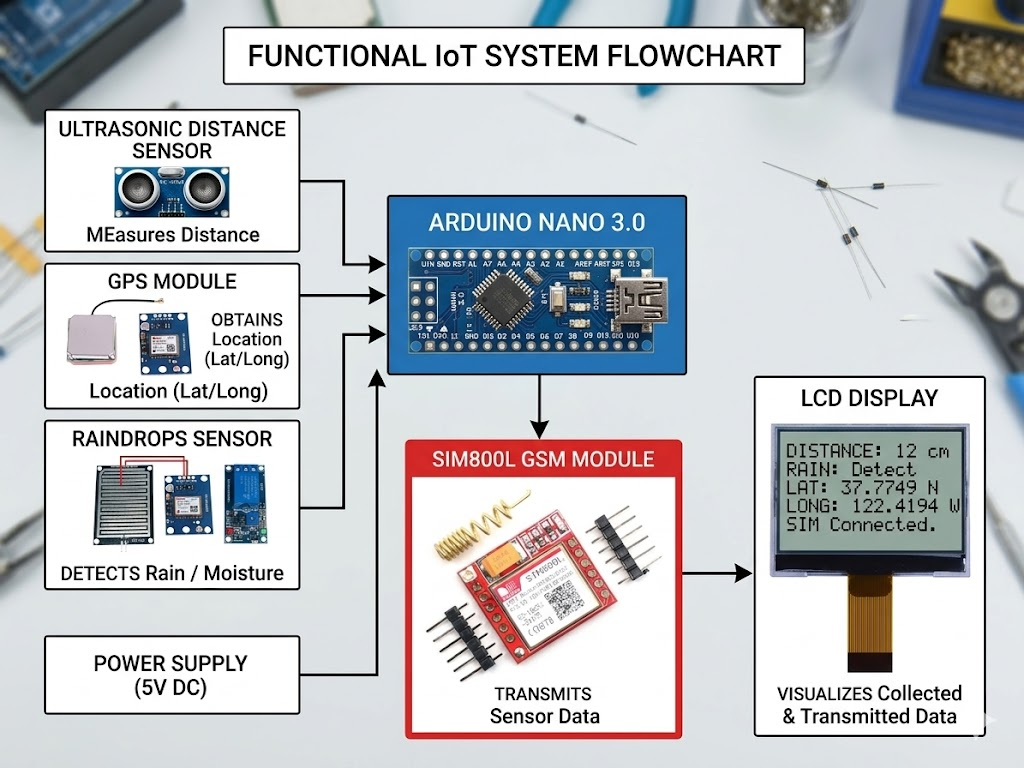 FUNCTIONAL IoT SYSTEM FLOWCHART
ULTRASONIC DISTANCE
SENSOR
MEasures Distance
GPS MODULE
OBTAINS
Location
(Lat/Long)
Location (Lat/Long)
RAINDROPS SENSOR
DETECTS Rain / Moisture
POWER SUPPLY
(5V DC)
ARDUINO NANO 3.0
SIM800L GSM MODULE
TRANSMITS
Sensor Data
LCD DISPLAY
DISTANCE: 12 cm
RAIN: Detect
LAT: 37.7749 N
LONG: 122.4194 W
SIM Connected.
VISUALIZES Collected
& Transmitted Data